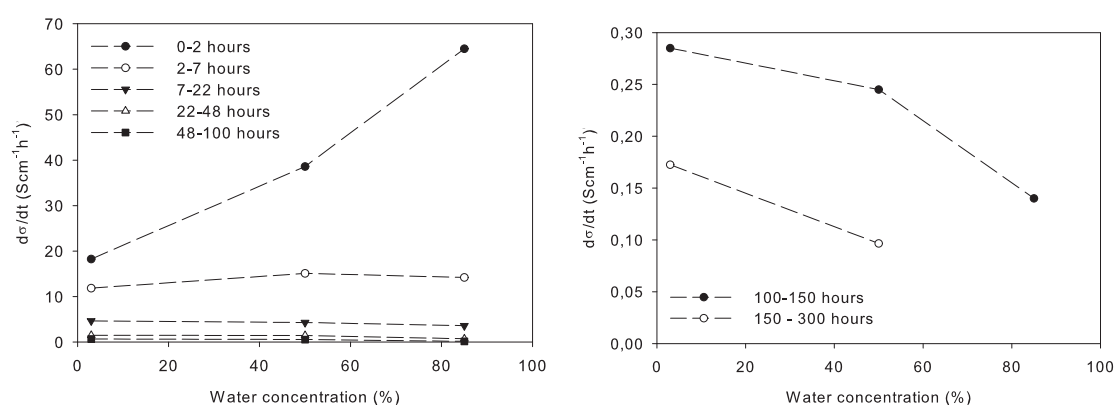 70
60
50
40
30
20
10
0
dσ/dt (Scm⁻¹h⁻¹)
0-2 hours
2-7 hours
7-22 hours
22-48 hours
48-100 hours
0 20 40 60 80 100
Water concentration (%)
0,30
0,25
0,20
0,15
0,10
0,05
0,00
dσ/dt (Scm⁻¹h⁻¹)
100-150 hours
150 - 300 hours
0 20 40 60 80 100
Water concentration (%)